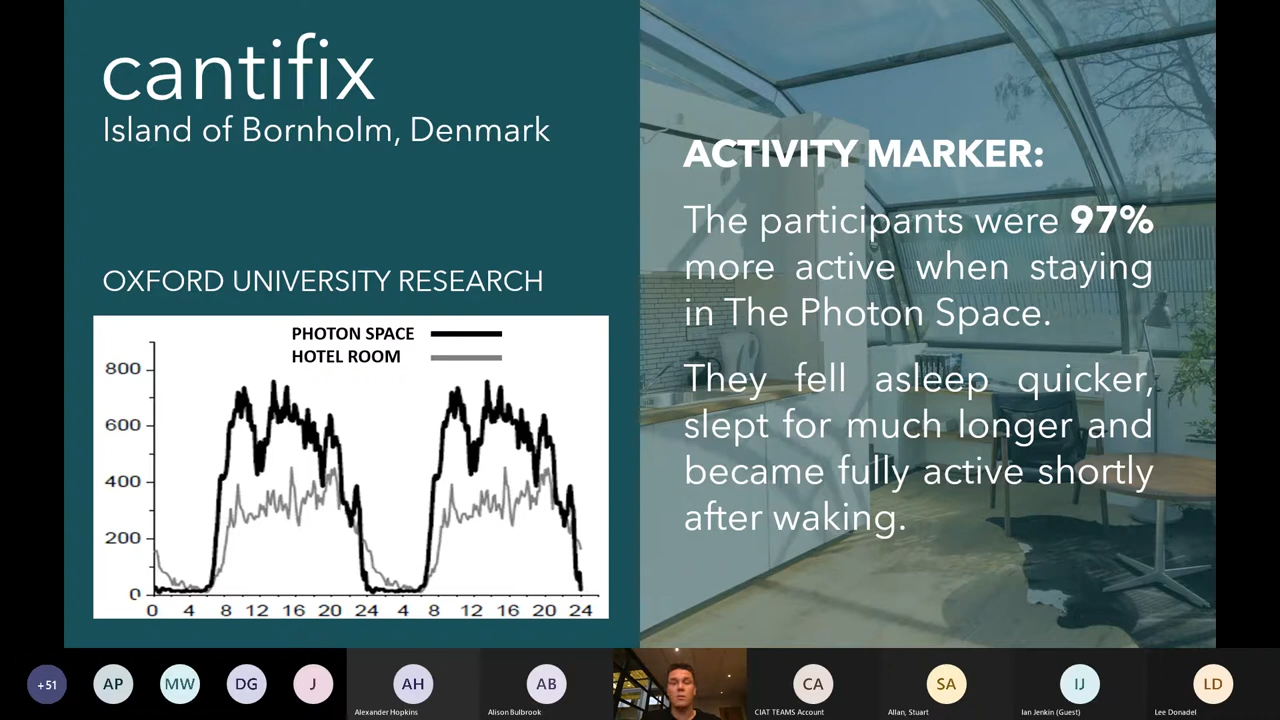 cantifix
Island of Bornholm, Denmark
OXFORD UNIVERSITY RESEARCH
PHOTON SPACE
HOTEL ROOM
800
600
400
200
0
0 4 8 12 16 20 24 4 8 12 16 20 24
ACTIVITY MARKER:
The participants were 97%
more active when staying
in The Photon Space.
They fell asleep quicker,
slept for much longer and
became fully active shortly
after waking.
+51
AP
MW
DG
J
AH
Alexander Hopkins
AB
Alison Bulbrook
CA
CIAT TEAMS Account
SA
Allan, Stuart
IJ
Ian Jenkin (Guest)
LD
Lee Donadel